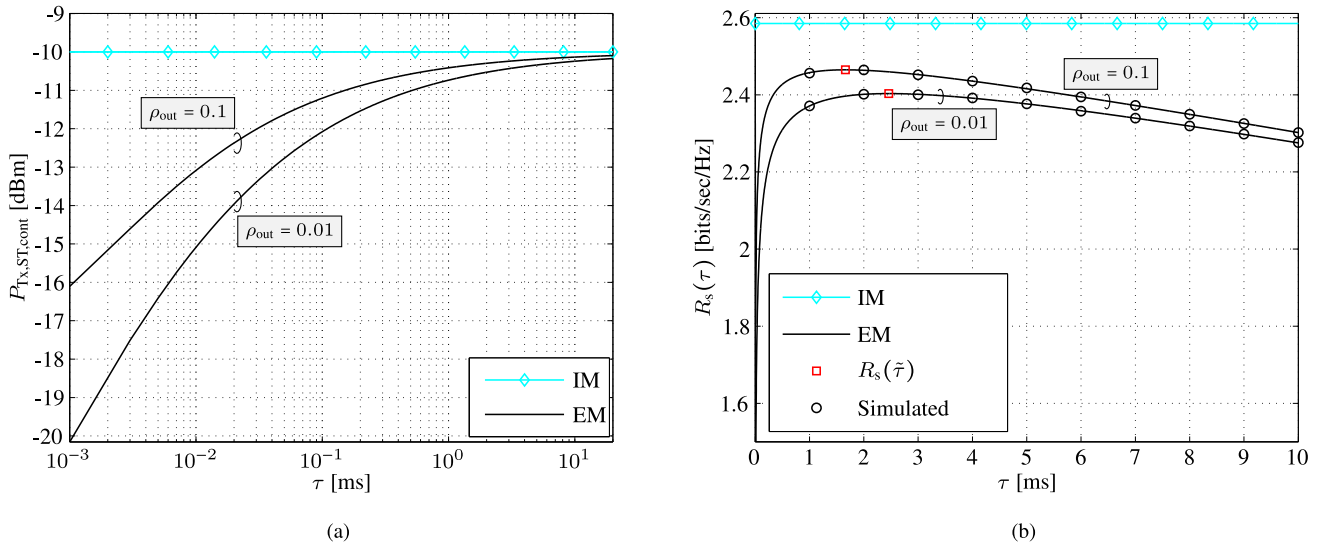 -9
-10
-11
-12
-13
-14
-15
-16
-17
-18
-19
-20
P_Tx,ST,cont [dBm]
ρ_out = 0.1
ρ_out = 0.01
IM
EM
10^−3
10^−2
10^−1
10^0
10^1
τ [ms]
(a)
2.6
2.4
2.2
2
1.8
1.6
R_s(τ) [bits/sec/Hz]
ρ_out = 0.1
ρ_out = 0.01
IM
EM
R_s(τ̃)
Simulated
0 1 2 3 4 5 6 7 8 9 10
τ [ms]
(b)